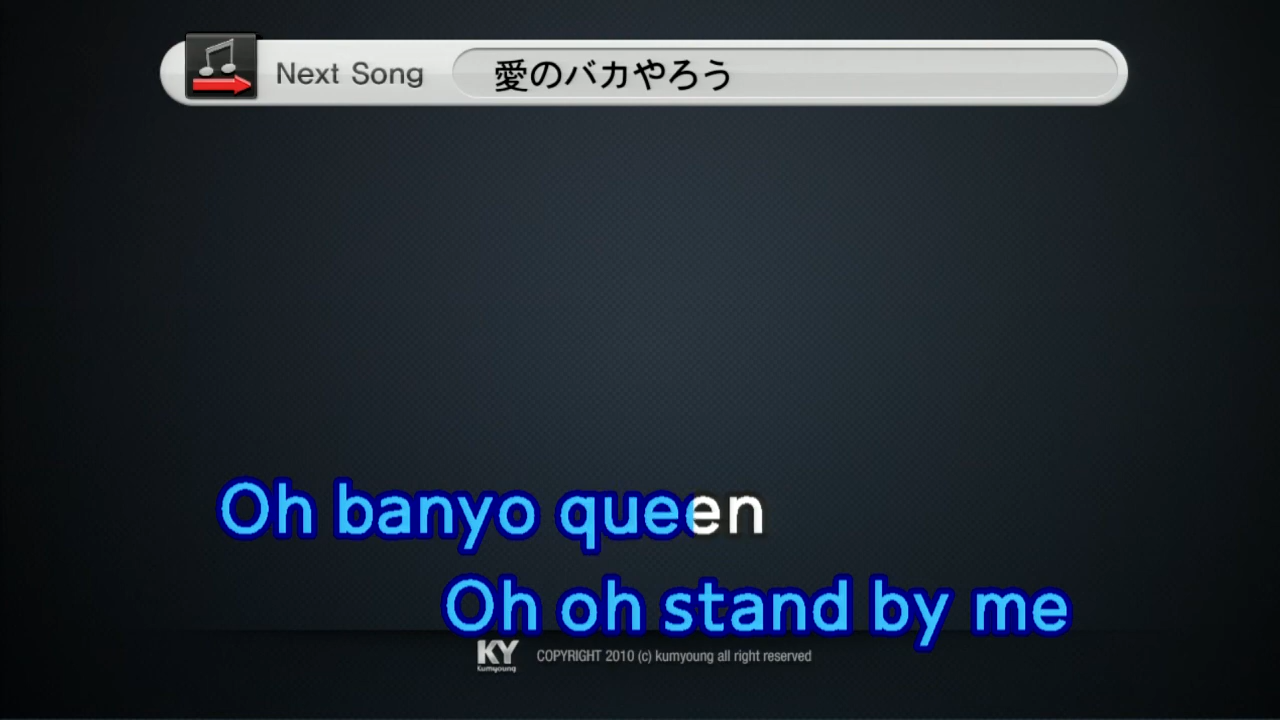 Next Song 愛のバカやろう
Oh banyo queen
Oh oh stand by me
KY Kumyoung COPYRIGHT 2010 (c) kumyoung all right reserved